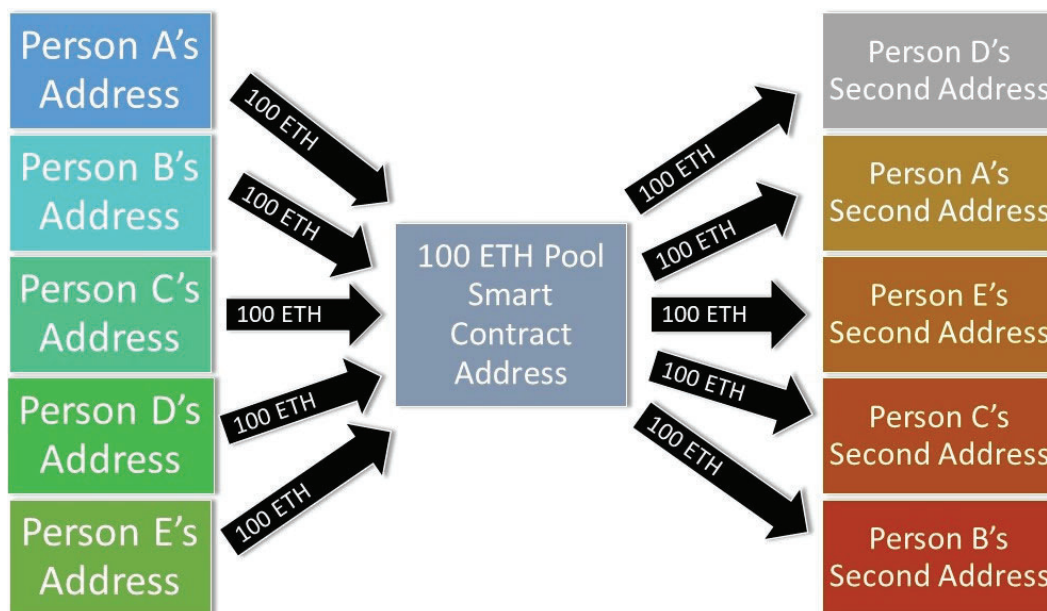 Person A’s
Address
Person B’s
Address
Person C’s
Address
Person D’s
Address
Person E’s
Address
100 ETH
100 ETH
100 ETH
100 ETH
100 ETH
100 ETH Pool
Smart
Contract
Address
100 ETH
100 ETH
100 ETH
100 ETH
100 ETH
Person D’s
Second Address
Person A’s
Second Address
Person E’s
Second Address
Person C’s
Second Address
Person B’s
Second Address